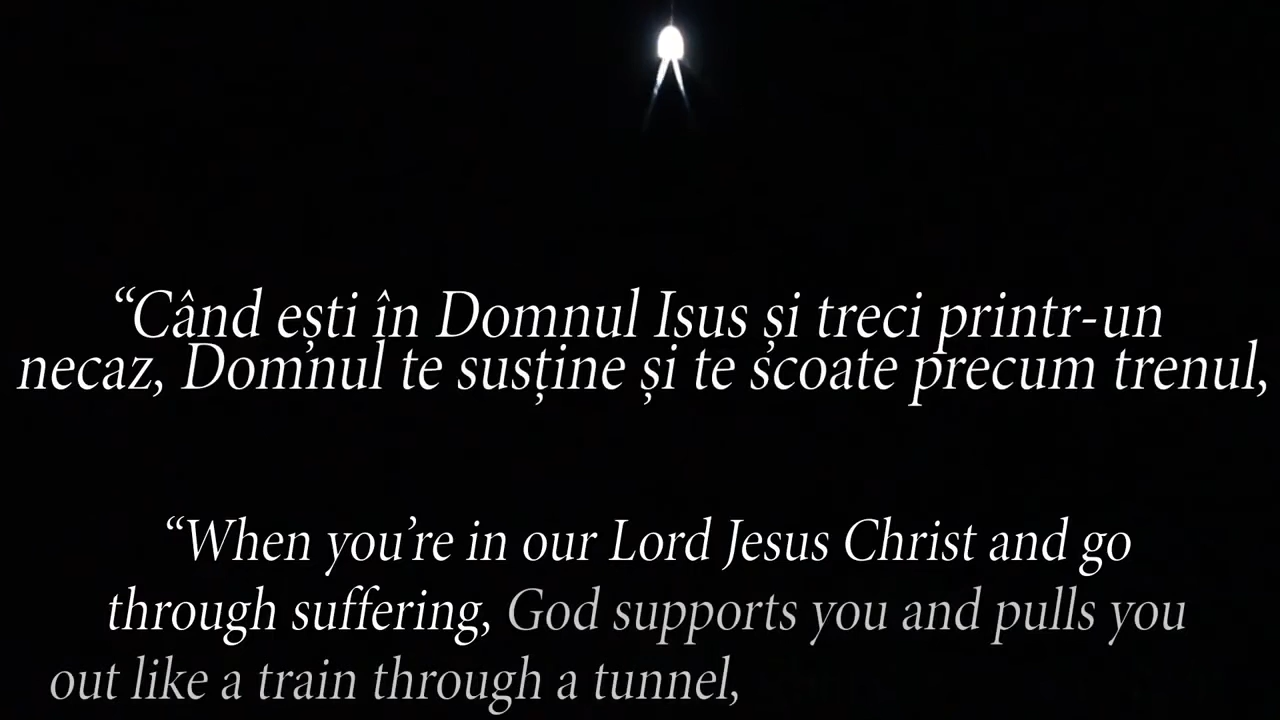 “Când ești în Domnul Isus și treci printr-un
necaz, Domnul te susține și te scoate precum trenul,
“When you’re in our Lord Jesus Christ and go
through suffering, God supports you and pulls you
out like a train through a tunnel,